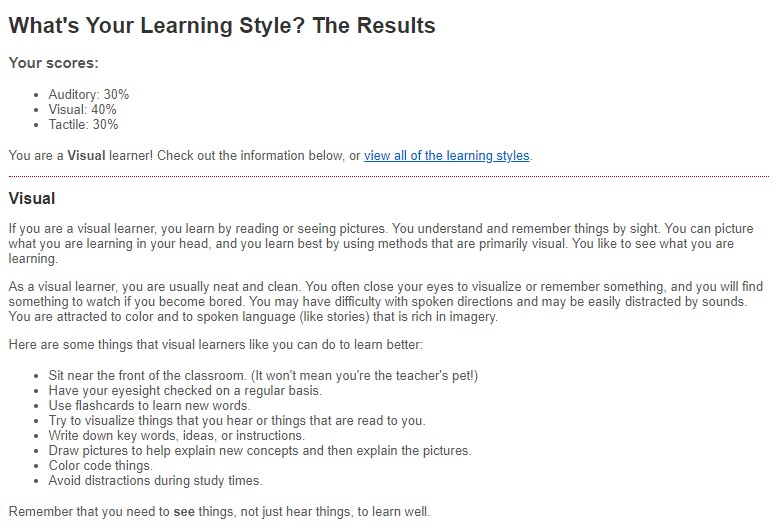 What's Your Learning Style? The Results
Your scores:
• Auditory: 30%
• Visual: 40%
• Tactile: 30%
You are a Visual learner! Check out the information below, or view all of the learning styles.
Visual
If you are a visual learner, you learn by reading or seeing pictures. You understand and remember things by sight. You can picture
what you are learning in your head, and you learn best by using methods that are primarily visual. You like to see what you are
learning.
As a visual learner, you are usually neat and clean. You often close your eyes to visualize or remember something, and you will find
something to watch if you become bored. You may have difficulty with spoken directions and may be easily distracted by sounds.
You are attracted to color and to spoken language (like stories) that is rich in imagery.
Here are some things that visual learners like you can do to learn better:
• Sit near the front of the classroom. (It won't mean you're the teacher's pet!)
• Have your eyesight checked on a regular basis.
• Use flashcards to learn new words.
• Try to visualize things that you hear or things that are read to you.
• Write down key words, ideas, or instructions.
• Draw pictures to help explain new concepts and then explain the pictures.
• Color code things.
• Avoid distractions during study times.
Remember that you need to see things, not just hear things, to learn well.